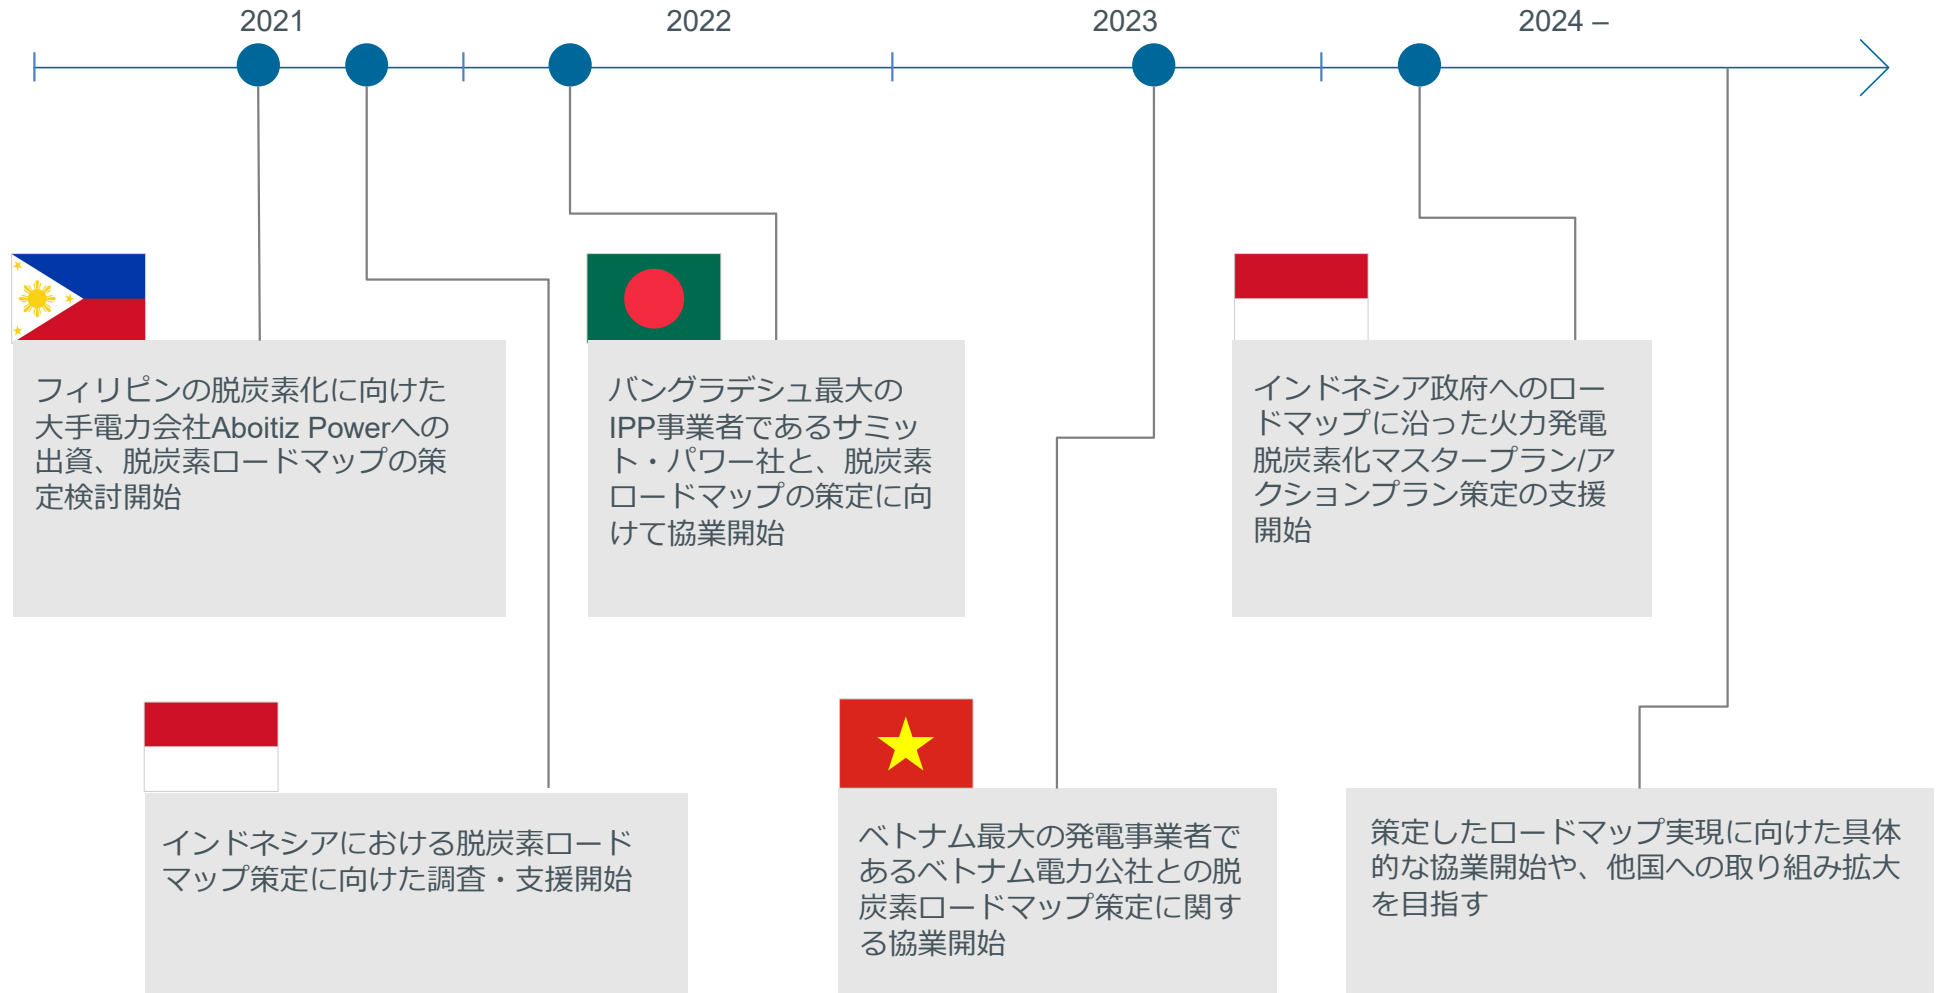 2021
2022
2023
2024 –
フィリピンの脱炭素化に向けた
大手電力会社Aboitiz Powerへの
出資、脱炭素ロードマップの策
定検討開始
バングラデシュ最大の
IPP事業者であるサミッ
ト・パワー社と、脱炭素
ロードマップの策定に向
けて協業開始
インドネシア政府へのロー
ドマップに沿った火力発電
脱炭素化マスタープラン/ア
クションプラン策定の支援
開始
インドネシアにおける脱炭素ロード
マップ策定に向けた調査・支援開始
ベトナム最大の発電事業者で
あるベトナム電力公社との脱
炭素ロードマップ策定に関す
る協業開始
策定したロードマップ実現に向けた具体
的な協業開始や、他国への取り組み拡大
を目指す